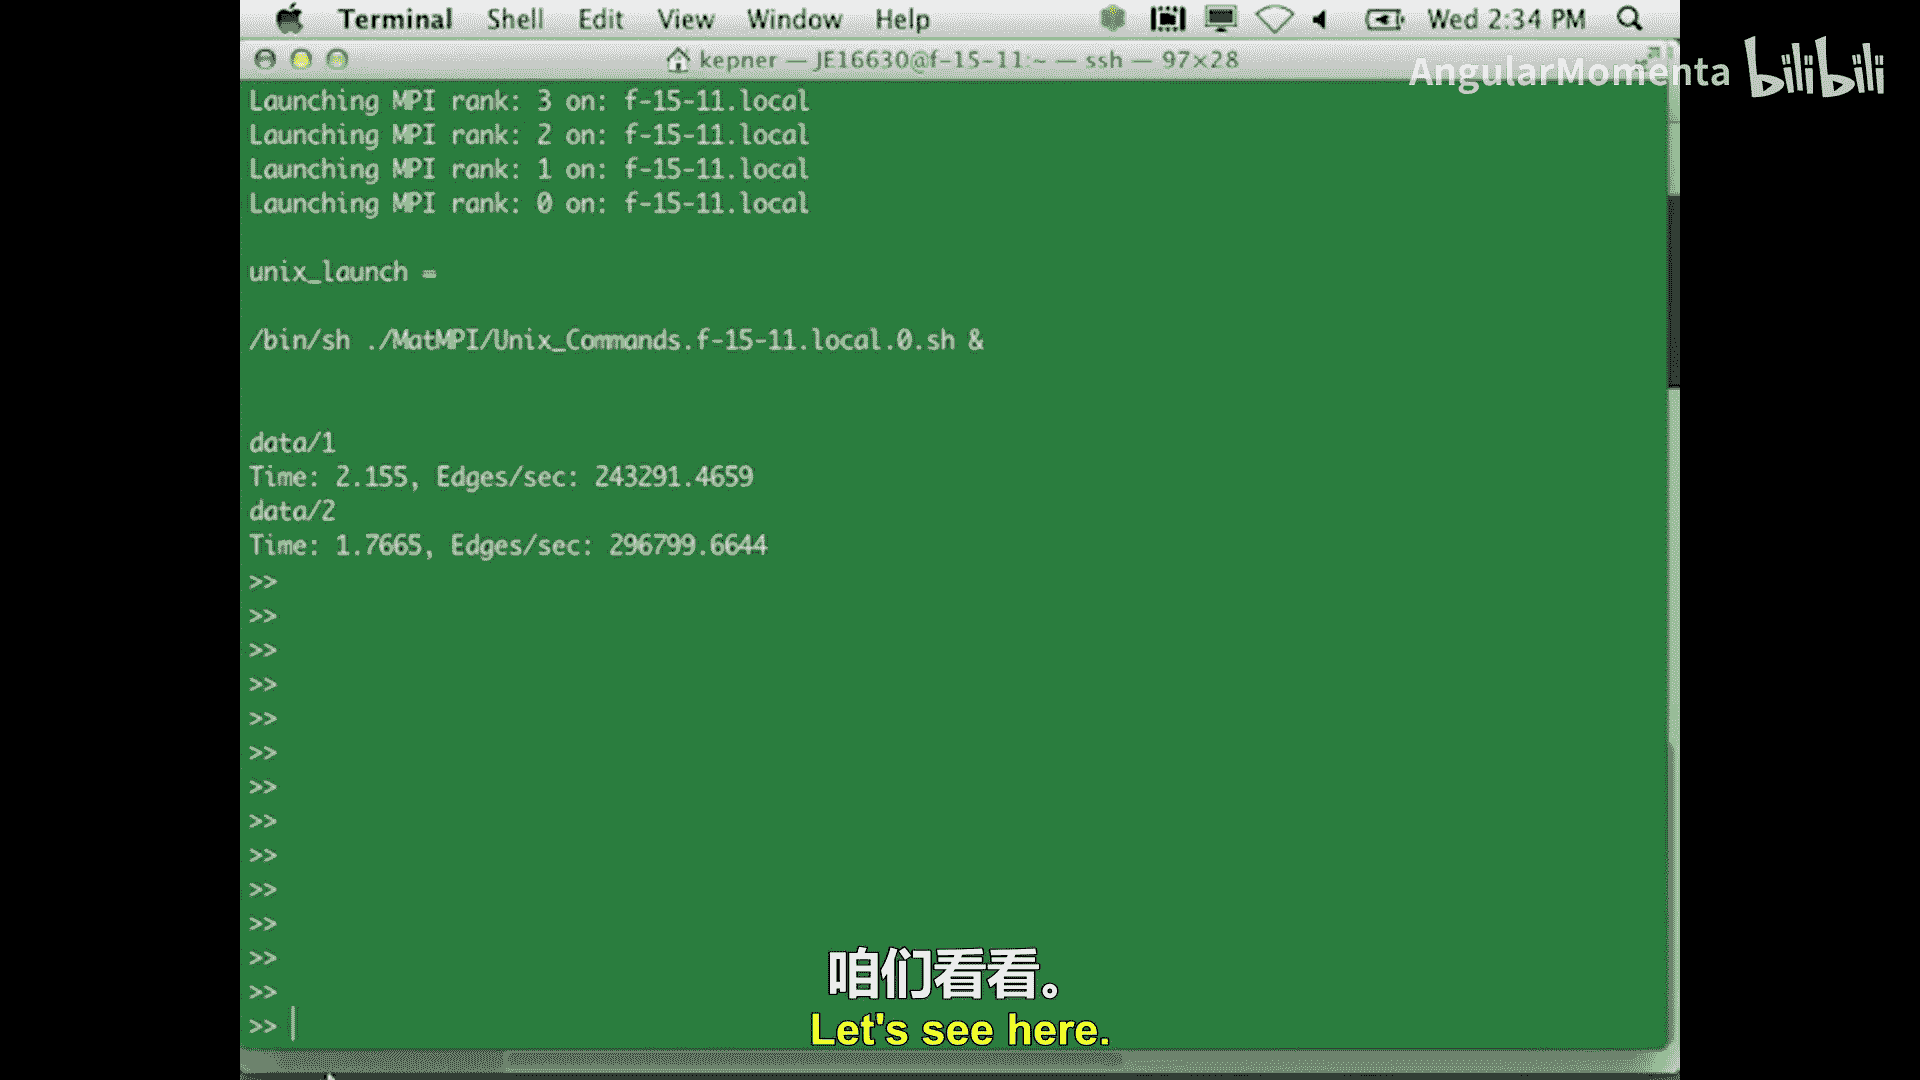 Terminal Shell Edit View Window Help Wed 2:34 PM
kepner — JE16630@f-15-11:~ — ssh — 97×28
AngularMomenta bilibili
Launching MPI rank: 3 on: f-15-11.local
Launching MPI rank: 2 on: f-15-11.local
Launching MPI rank: 1 on: f-15-11.local
Launching MPI rank: 0 on: f-15-11.local
unix_launch =
/bin/sh ./MatMPI/Unix_Commands.f-15-11.local.0.sh &
data/1
Time: 2.155, Edges/sec: 243291.4659
data/2
Time: 1.7665, Edges/sec: 296799.6644
>>
>>
>>
>>
>>
>>
>>
>>
>>
>>
>>
>>
>>
>>
咱们看看。
Let's see here.